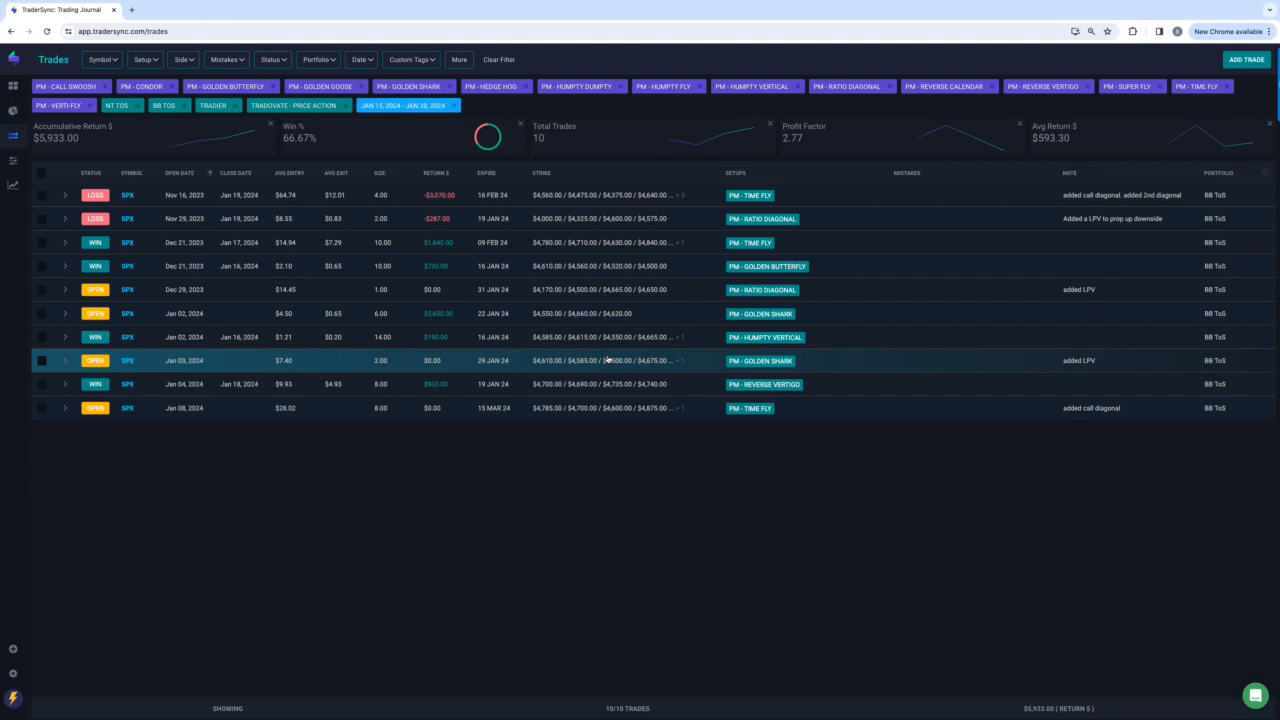 TraderSync: Trading Journal
app.tradersync.com/trades
New Chrome available
Trades Symbol Setup Side Mistakes Status Portfolio Date Custom Tags More Clear Filter ADD TRADE
PM - CALL SWOOSH PM - CONDOR PM - GOLDEN BUTTERFLY PM - GOLDEN GOOSE PM - GOLDEN SHARK PM - HEDGE HOG PM - HUMPTY DUMPTY PM - HUMPTY FLY PM - HUMPTY VERTICAL PM - RATIO DIAGONAL PM - REVERSE CALENDAR PM - REVERSE VERTIGO PM - SUPER FLY PM - TIME FLY
PM - VERTI-FLY NT TOS BB TOS TRADIER TRADOVATE - PRICE ACTION JAN 15, 2024 - JAN 20, 2024
Accumulative Return $ Win % Total Trades Profit Factor Avg Return $
$5,933.00 66.67% 10 2.77 $593.30
STATUS SYMBOL OPEN DATE CLOSE DATE AVG ENTRY AVG EXIT SIZE RETURN $ EXPIRE STRIKE SETUPS MISTAKES NOTE PORTFOLIO
LOSS SPX Nov 16, 2023 Jan 19, 2024 $64.74 $12.01 4.00 -$3,070.00 16 FEB 24 $4,560.00 / $4,475.00 / $4,375.00 / $4,640.00 ... + 3 PM - TIME FLY added call diagonal. added 2nd diagonal BB ToS
LOSS SPX Nov 29, 2023 Jan 19, 2024 $8.55 $0.83 2.00 -$287.00 19 JAN 24 $4,000.00 / $4,325.00 / $4,600.00 / $4,575.00 PM - RATIO DIAGONAL Added a LPV to prop up downside BB ToS
WIN SPX Dec 21, 2023 Jan 17, 2024 $14.94 $7.29 10.00 $1,840.00 09 FEB 24 $4,780.00 / $4,710.00 / $4,630.00 / $4,840.00 ... + 1 PM - TIME FLY BB ToS
WIN SPX Dec 21, 2023 Jan 16, 2024 $2.10 $0.65 10.00 $730.00 16 JAN 24 $4,610.00 / $4,560.00 / $4,520.00 / $4,500.00 PM - GOLDEN BUTTERFLY BB ToS
OPEN SPX Dec 29, 2023 $14.45 1.00 $0.00 31 JAN 24 $4,170.00 / $4,500.00 / $4,665.00 / $4,650.00 PM - RATIO DIAGONAL added LPV BB ToS
OPEN SPX Jan 02, 2024 $4.50 $0.65 6.00 $5,600.00 22 JAN 24 $4,550.00 / $4,660.00 / $4,620.00 PM - GOLDEN SHARK BB ToS
WIN SPX Jan 02, 2024 Jan 16, 2024 $1.21 $0.20 14.00 $190.00 16 JAN 24 $4,585.00 / $4,615.00 / $4,550.00 / $4,665.00 ... + 1 PM - HUMPTY VERTICAL BB ToS
OPEN SPX Jan 03, 2024 $7.40 2.00 $0.00 29 JAN 24 $4,610.00 / $4,585.00 / $4,675.00 ... PM - GOLDEN SHARK added LPV BB ToS
WIN SPX Jan 04, 2024 Jan 18, 2024 $9.93 $4.93 8.00 $930.00 19 JAN 24 $4,700.00 / $4,690.00 / $4,735.00 / $4,740.00 PM - REVERSE VERTIGO BB ToS
OPEN SPX Jan 08, 2024 $28.02 8.00 $0.00 15 MAR 24 $4,785.00 / $4,700.00 / $4,600.00 / $4,875.00 ... + 1 PM - TIME FLY added call diagonal BB ToS
SHOWING 10/10 TRADES $5,933.00 ( RETURN $ )